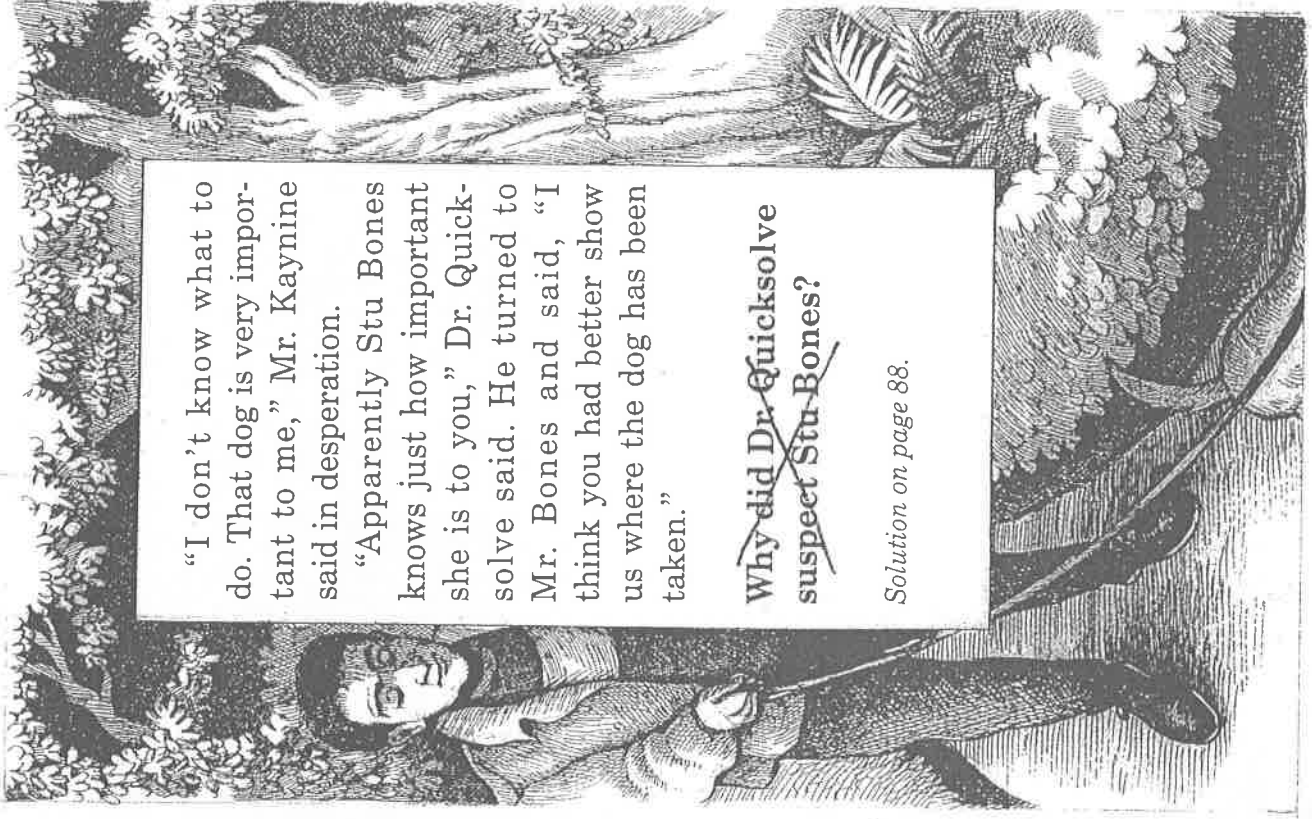 “I don’t know what to
do. That dog is very impor-
tant to me,” Mr. Kaynine
said in desperation.
“Apparently Stu Bones
knows just how important
she is to you,” Dr. Quick-
solve said. He turned to
Mr. Bones and said, “I
think you had better show
us where the dog has been
taken.”
Why did Dr. Quicksolve
suspect Stu Bones?
Solution on page 88.